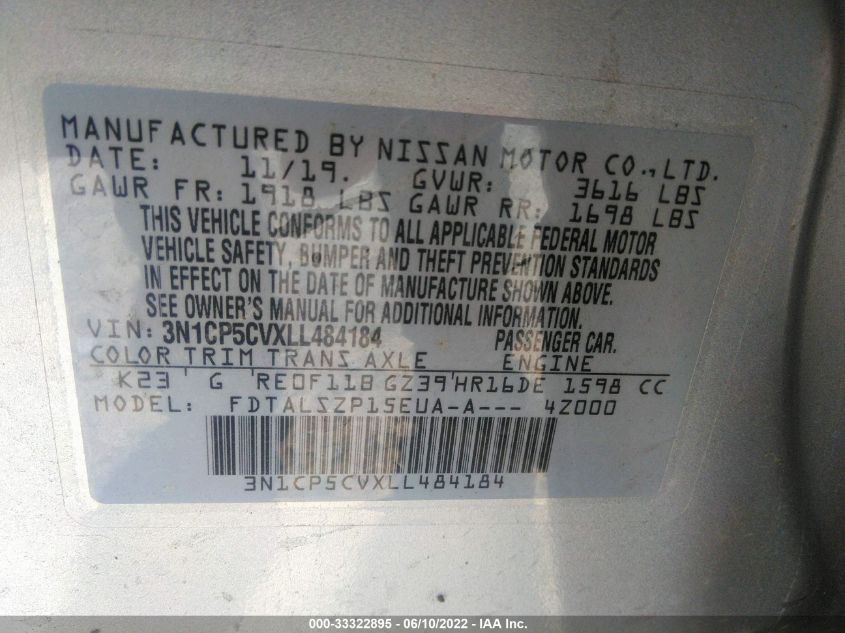 MANUFACTURED BY NISSAN MOTOR CO., LTD.
DATE: 11/19. GVWR: 3616 LBS
GAWR FR: 1918 LBS GAWR RR: 1698 LBS
THIS VEHICLE CONFORMS TO ALL APPLICABLE FEDERAL MOTOR
VEHICLE SAFETY, BUMPER AND THEFT PREVENTION STANDARDS
IN EFFECT ON THE DATE OF MANUFACTURE SHOWN ABOVE.
SEE OWNER'S MANUAL FOR ADDITIONAL INFORMATION.
VIN: 3N1CP5CVXLL484184 PASSENGER CAR.
COLOR TRIM TRANS AXLE ENGINE
K23 G RE0F11B GZ39 HR16DE 1598 CC
MODEL: FDTALSZP15EUA-A--- 4Z000
3N1CP5CVXLL484184
000-33322895 - 06/10/2022 - IAA Inc.